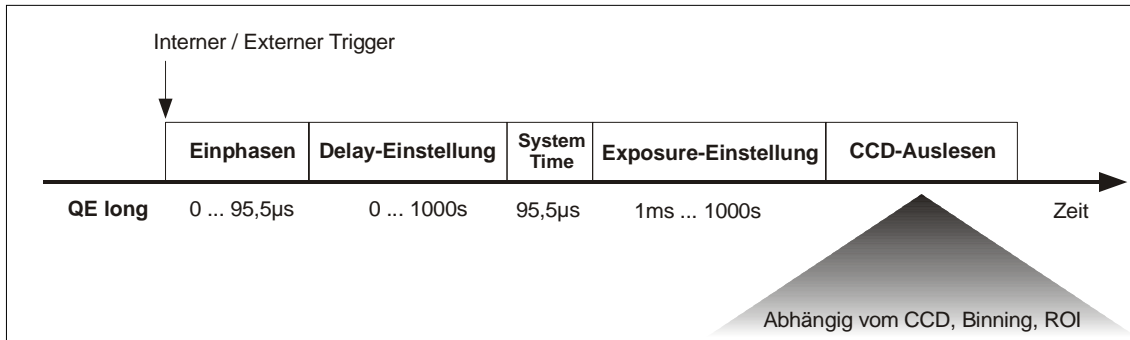 Interner / Externer Trigger
Einphasen Delay-Einstellung System Time Exposure-Einstellung CCD-Auslesen
QE long 0 ... 95,5µs 0 ... 1000s 95,5µs 1ms ... 1000s Zeit
Abhängig vom CCD, Binning, ROI